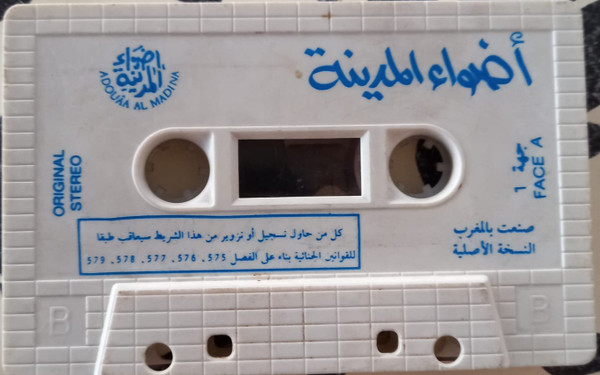 أضواء المدينة
أضواء
المدينة
ADOUÂA AL MADINA
ORIGINAL
STEREO
جهة 1
FACE A
صنعت بالمغرب
النسخة الأصلية
كل من حاول تسجيل أو تزوير من هذا الشريط سيعاقب طبقا
للقوانين الجنائية بناء على الفصل 575. 576. 577. 578. 579
B
B